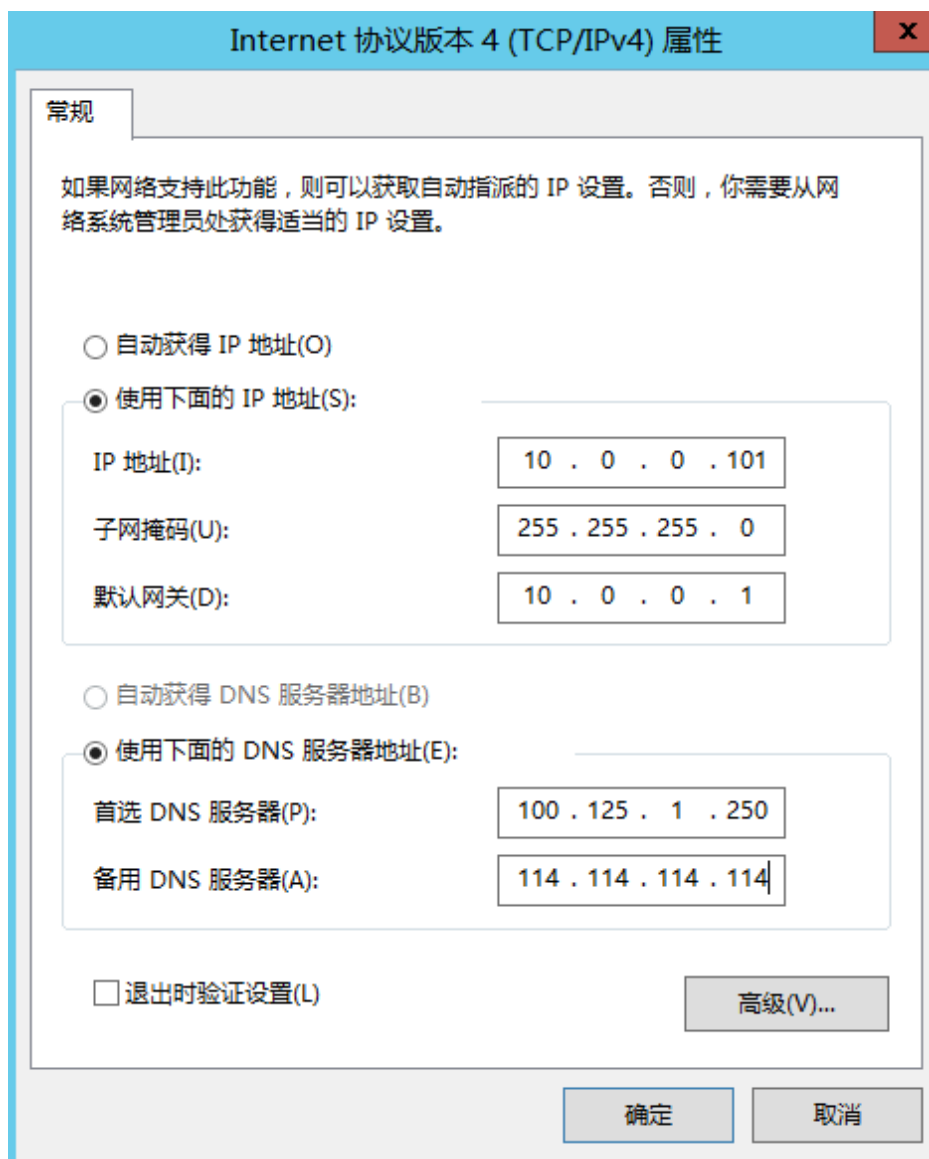 Internet 协议版本 4 (TCP/IPv4) 属性
x
常规
如果网络支持此功能，则可以获取自动指派的 IP 设置。否则，你需要从网
络系统管理员处获得适当的 IP 设置。
自动获得 IP 地址(O)
使用下面的 IP 地址(S):
IP 地址(I): 10 . 0 . 0 . 101
子网掩码(U): 255 . 255 . 255 . 0
默认网关(D): 10 . 0 . 0 . 1
自动获得 DNS 服务器地址(B)
使用下面的 DNS 服务器地址(E):
首选 DNS 服务器(P): 100 . 125 . 1 . 250
备用 DNS 服务器(A): 114 . 114 . 114 . 114
退出时验证设置(L)
高级(V)...
确定 取消